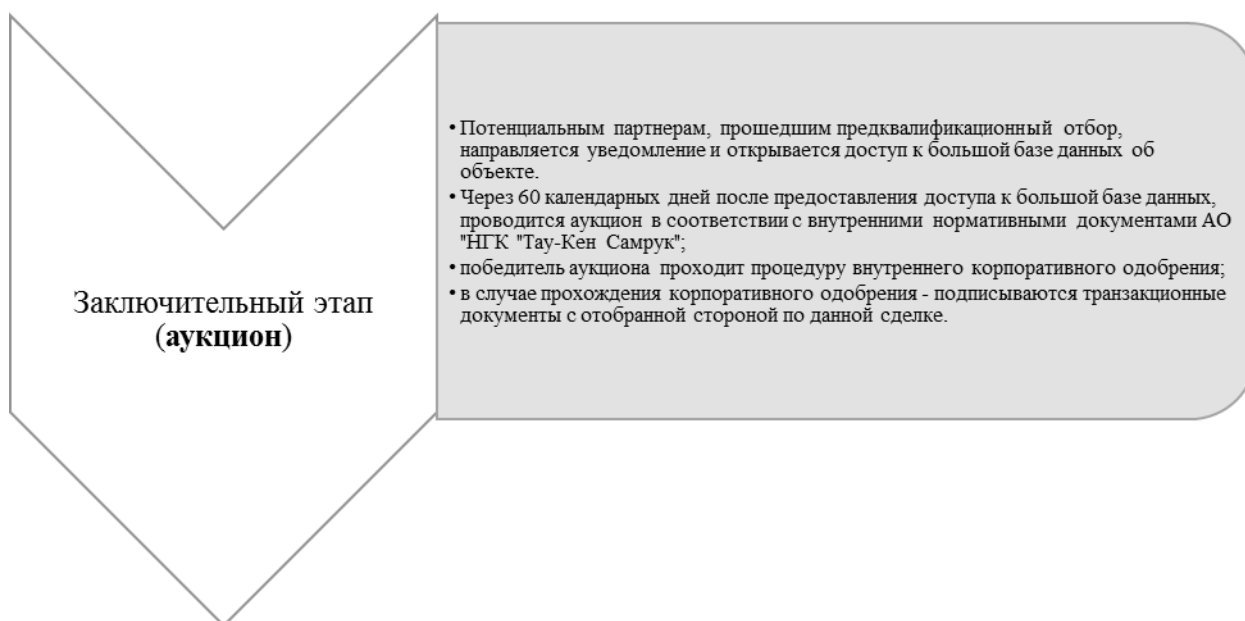 Заключительный этап
(аукцион)
• Потенциальным партнерам, прошедшим предквалификационный отбор,
направляется уведомление и открывается доступ к большой базе данных об
объекте.
• Через 60 календарных дней после предоставления доступа к большой базе данных,
проводится аукцион в соответствии с внутренними нормативными документами АО
"НГК "Тау-Кен Самрук";
• победитель аукциона проходит процедуру внутреннего корпоративного одобрения;
• в случае прохождения корпоративного одобрения - подписываются транзакционные
документы с отобранной стороной по данной сделке.